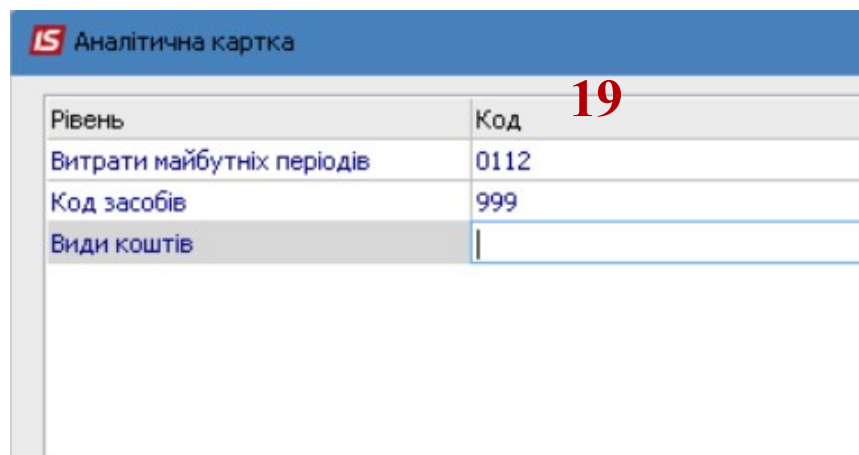 IS Аналітична картка
19
Рівень Код
Витрати майбутніх періодів 0112
Код засобів 999
Види коштів